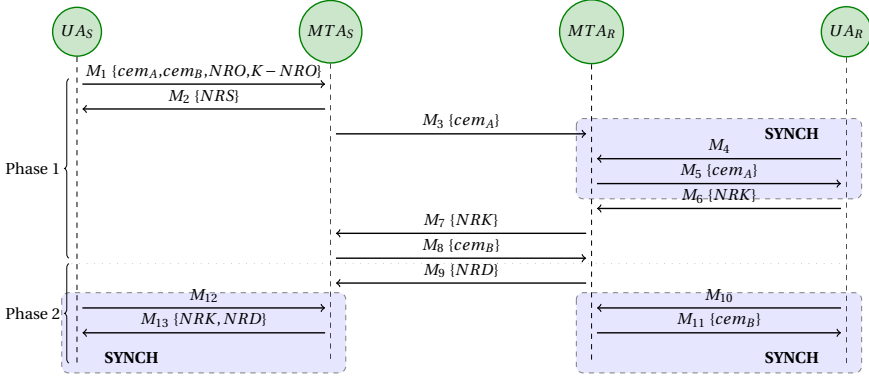 UA_S MTA_S MTA_R UA_R
M_1 {cem_A,cem_B,NRO,K − NRO}
M_2 {NRS}
M_3 {cem_A}
SYNCH
M_4
Phase 1
M_5 {cem_A}
M_6 {NRK}
M_7 {NRK}
M_8 {cem_B}
M_9 {NRD}
M_12 M_10
Phase 2
M_13 {NRK, NRD} M_11 {cem_B}
SYNCH SYNCH